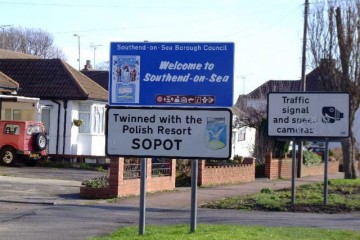 Southend-on-Sea Borough Council
Welcome to
Southend-on-Sea
Twinned with the
Polish Resort
SOPOT
Traffic
signal
and speed
cameras